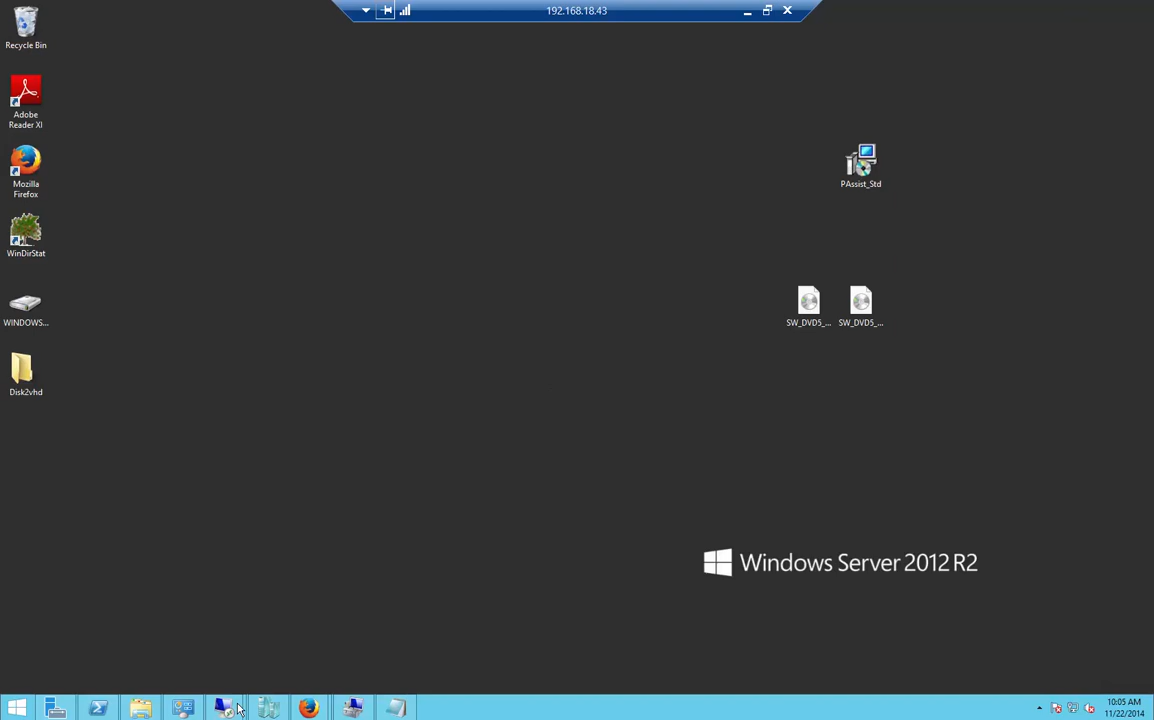 192.168.18.43
Recycle Bin
Adobe
Reader XI
Mozilla
Firefox
WinDirStat
WINDOWS...
Disk2vhd
PAssist_Std
SW_DVD5_...
SW_DVD5_...
Windows Server 2012 R2
10:05 AM
11/22/2014